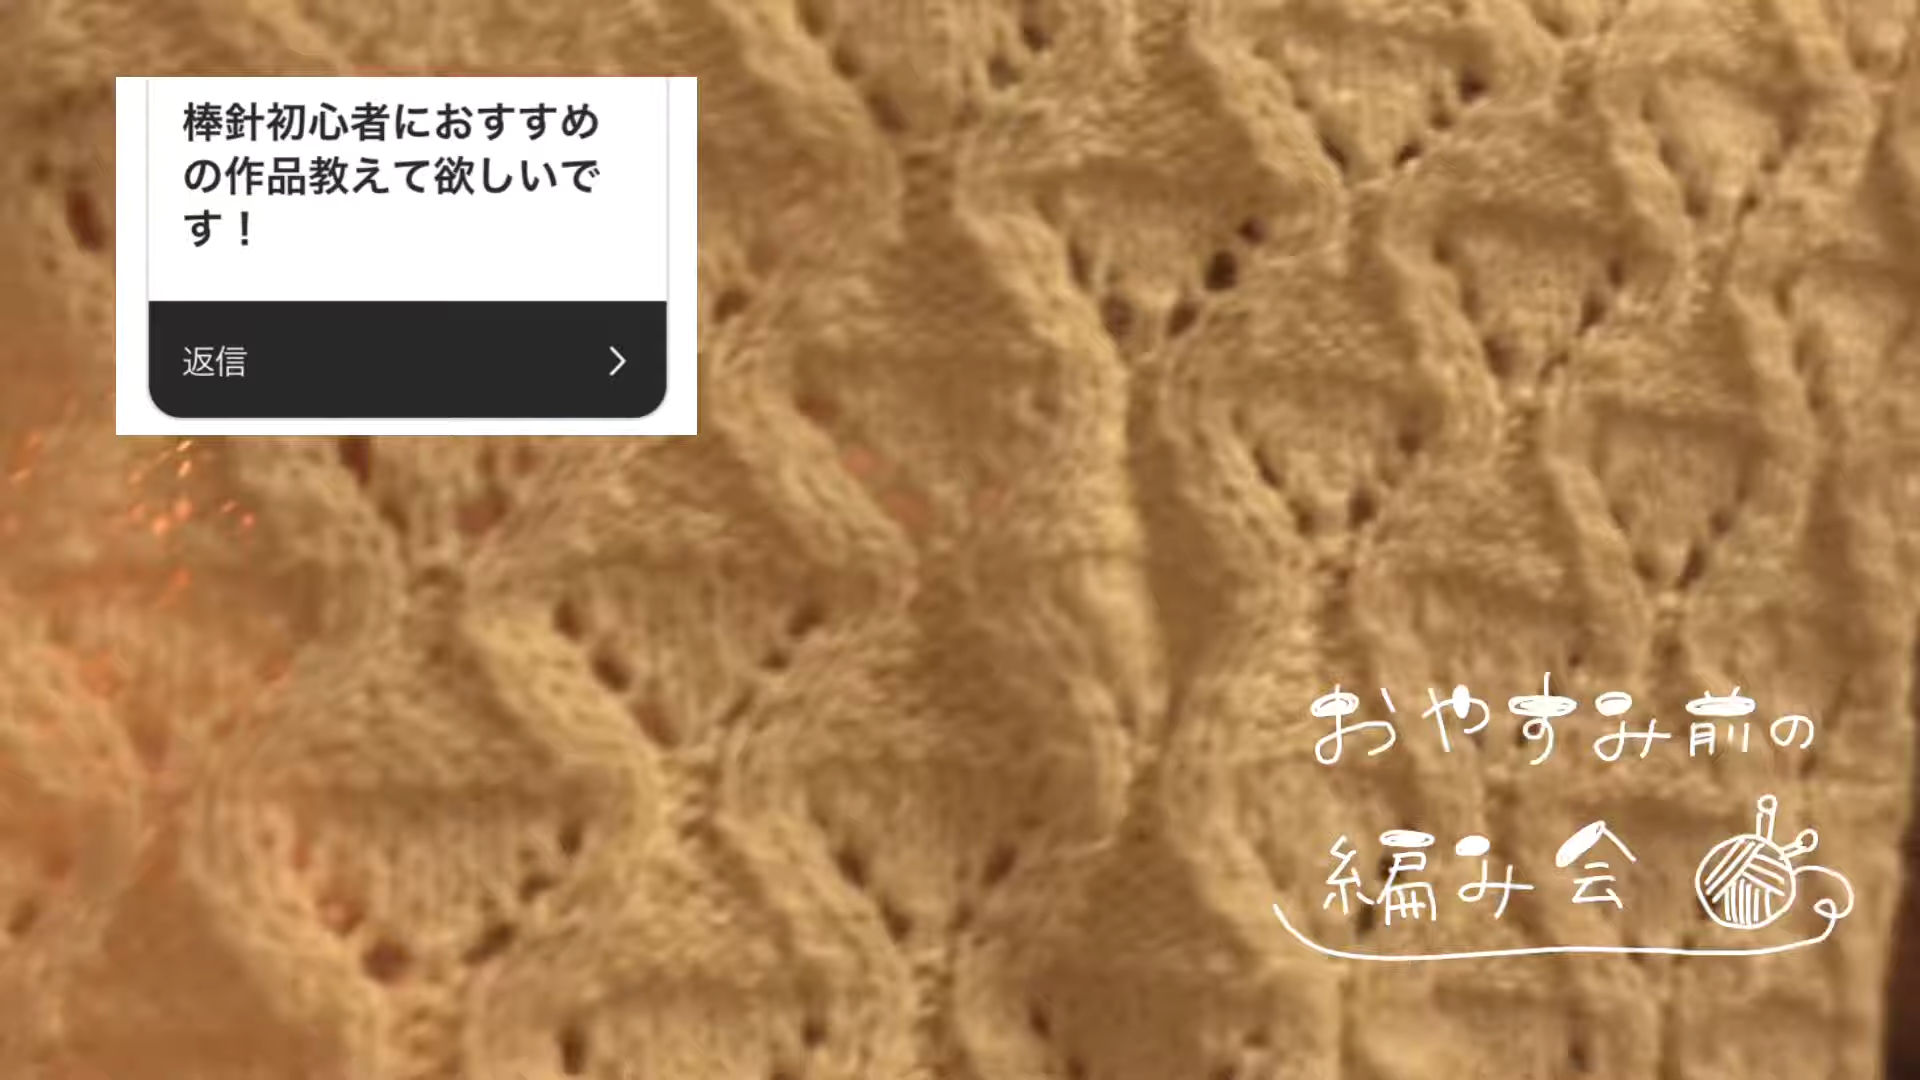 棒針初心者におすすめ
の作品教えて欲しいで
す！
返信
おやすみ前の
編み会